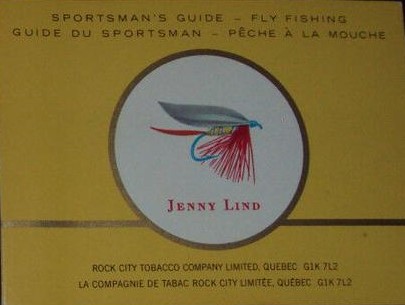 SPORTSMAN'S GUIDE – FLY FISHING
GUIDE DU SPORTSMAN – PÊCHE À LA MOUCHE
JENNY LIND
ROCK CITY TOBACCO COMPANY LIMITED, QUEBEC G1K 7L2
LA COMPAGNIE DE TABAC ROCK CITY LIMITÉE, QUÉBEC G1K 7L2